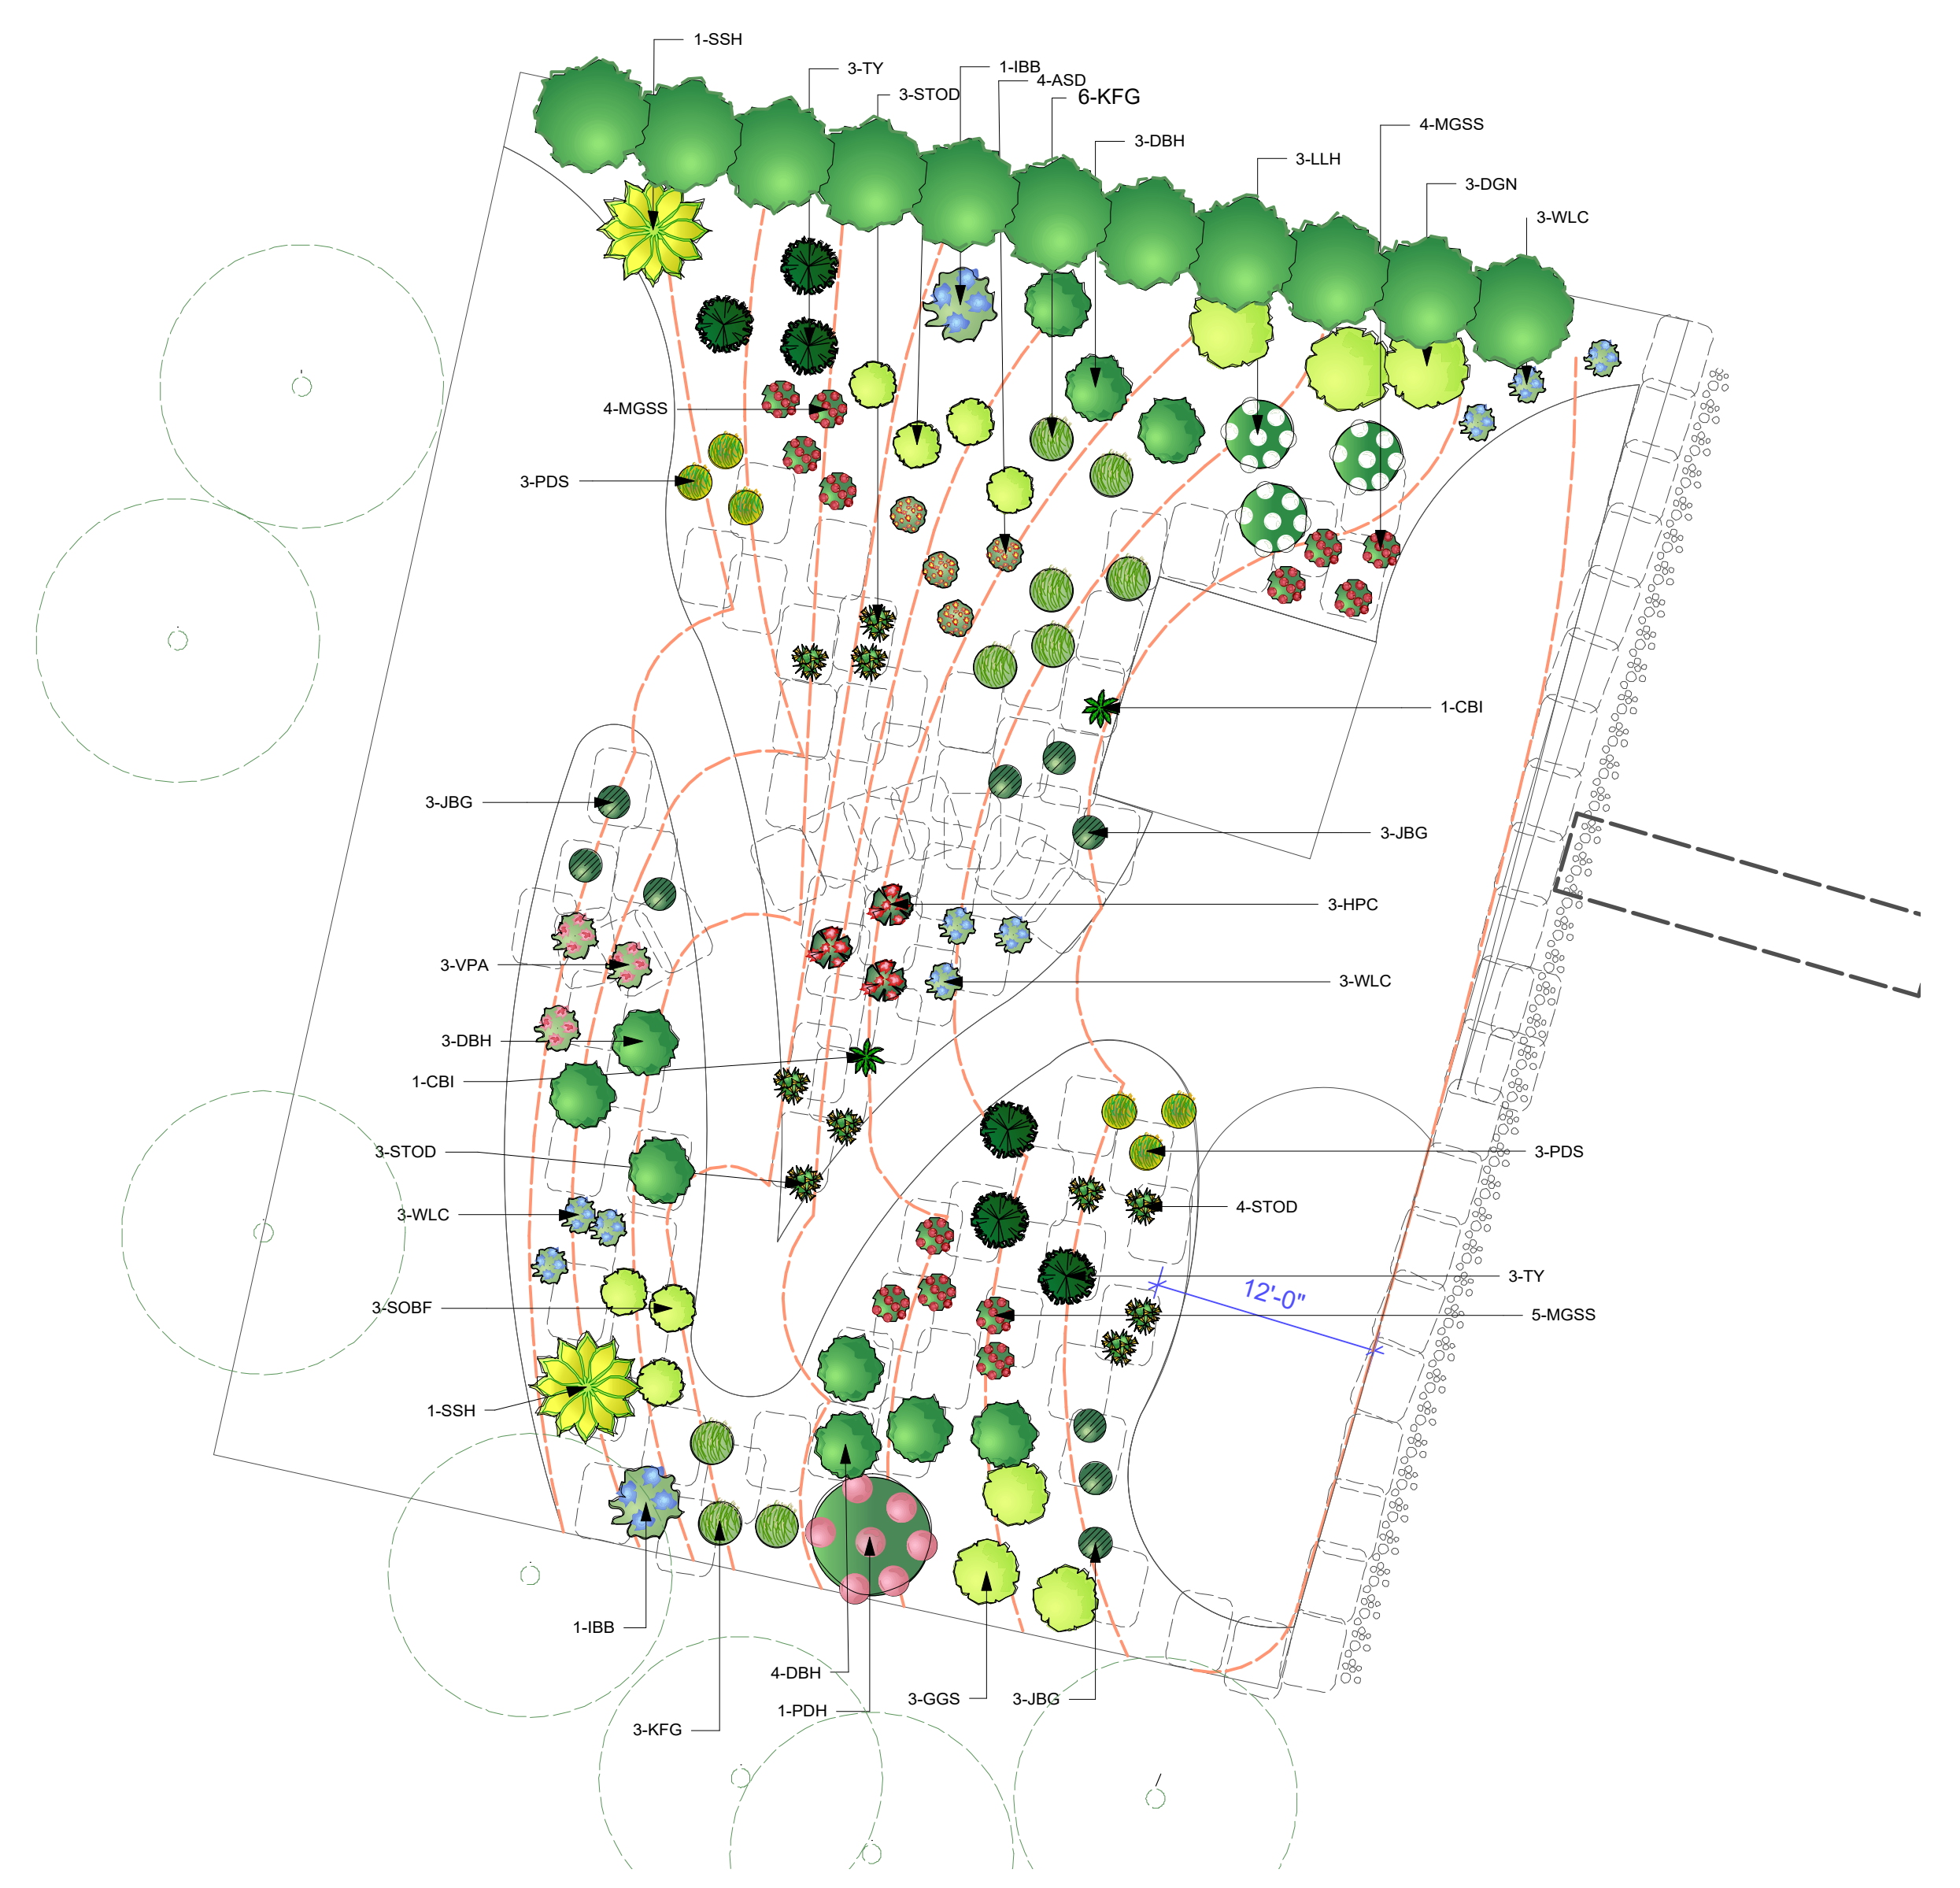 1-SSH
3-TY
1-IBB
4-ASD
3-STOD
6-KFG
4-MGSS
3-DBH
3-LLH
3-DGN
3-WLC
4-MGSS
3-PDS
1-CBI
3-JBG
3-JBG
3-HPC
3-VPA
3-WLC
3-DBH
1-CBI
3-STOD
3-PDS
3-WLC
4-STOD
3-TY
12'-0"
3-SOBF
5-MGSS
1-SSH
1-IBB
4-DBH
3-GGS
3-JBG
1-PDH
3-KFG